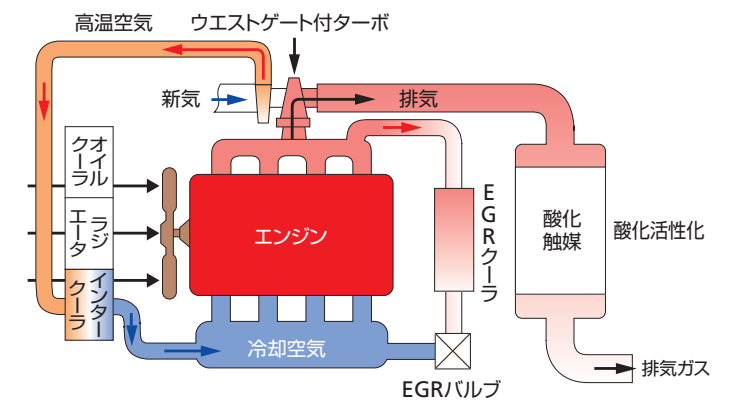 高温空気
ウエストゲート付ターボ
新気
排気
オイル
クーラ
ラジ
エータ
インター
クーラ
エンジン
EGRクーラ
酸化
触媒
酸化活性化
冷却空気
EGRバルブ
排気ガス